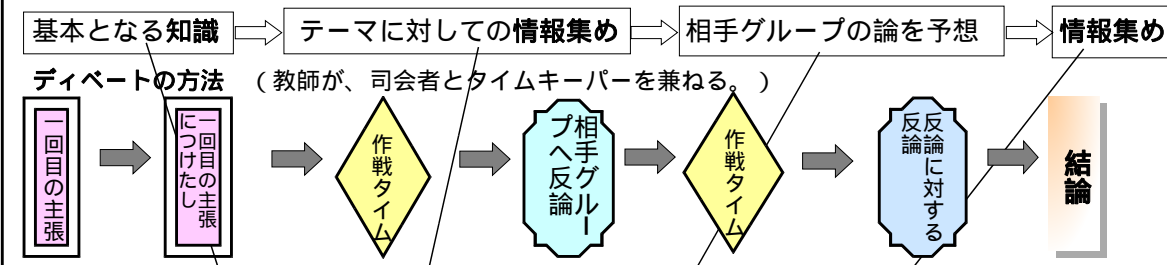 基本となる知識
テーマに対しての情報集め
相手グループの論を予想
情報集め
ディベートの方法 （教師が、司会者とタイムキーパーを兼ねる。）
一回目の主張
一回目の主張
につけたし
作戦タイム
相手グルー
プへ反論
作戦タイム
反論に対する
反論
結論